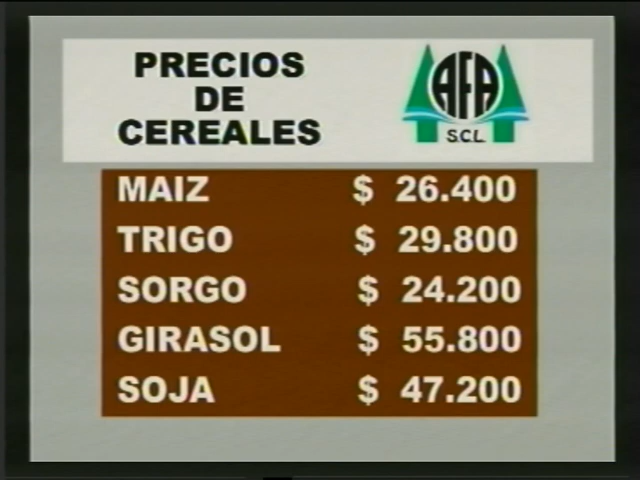 PRECIOS
DE
CEREALES
AFA
S.C.L.
MAIZ $ 26.400
TRIGO $ 29.800
SORGO $ 24.200
GIRASOL $ 55.800
SOJA $ 47.200